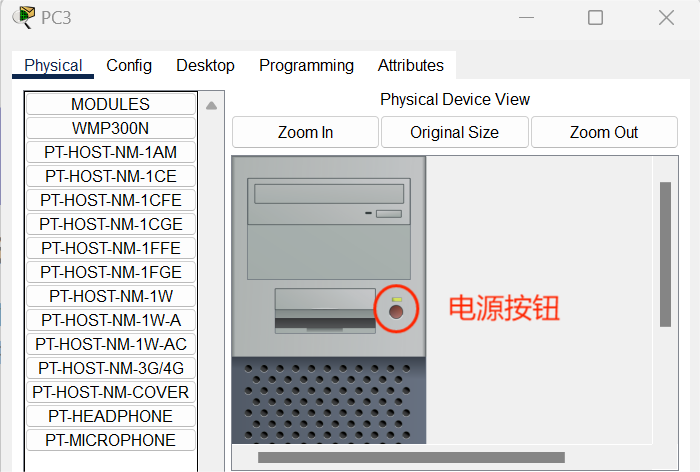 PC3
Physical Config Desktop Programming Attributes
MODULES
WMP300N
PT-HOST-NM-1AM
PT-HOST-NM-1CE
PT-HOST-NM-1CFE
PT-HOST-NM-1CGE
PT-HOST-NM-1FFE
PT-HOST-NM-1FGE
PT-HOST-NM-1W
PT-HOST-NM-1W-A
PT-HOST-NM-1W-AC
PT-HOST-NM-3G/4G
PT-HOST-NM-COVER
PT-HEADPHONE
PT-MICROPHONE
Physical Device View
Zoom In Original Size Zoom Out
电源按钮